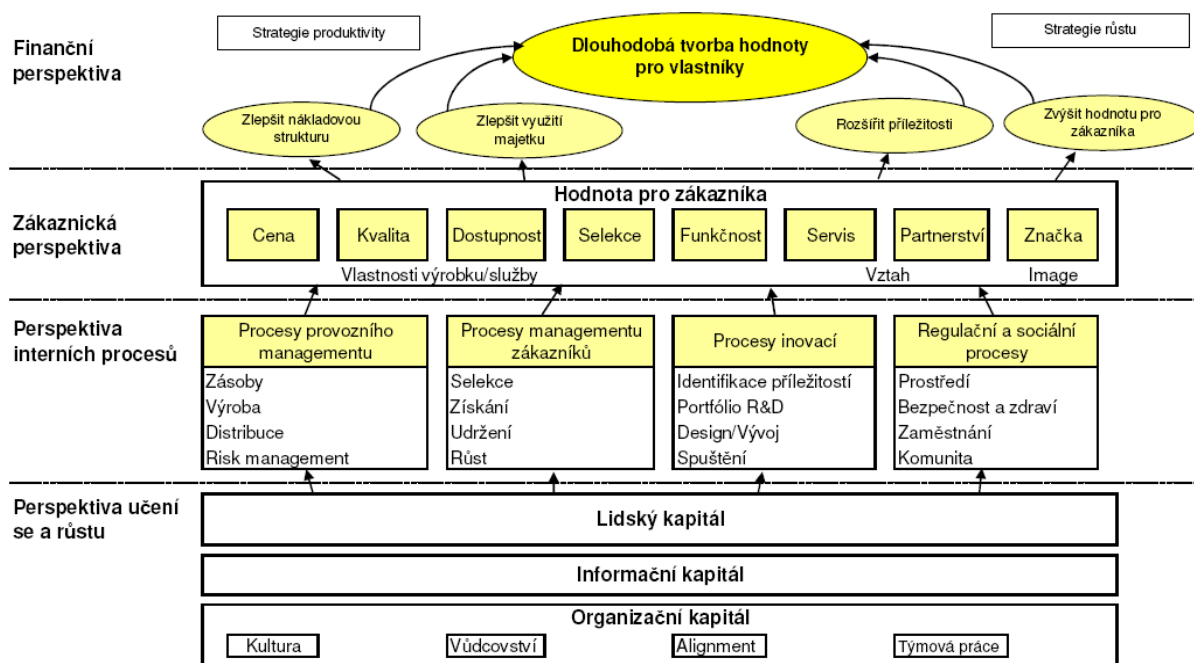 Finanční
perspektiva
Strategie produktivity
Dlouhodobá tvorba hodnoty
pro vlastníky
Strategie růstu
Zlepšit nákladovou
strukturu
Zlepšit využití
majetku
Rozšířit příležitosti
Zvýšit hodnotu pro
zákazníka
Zákaznická
perspektiva
Hodnota pro zákazníka
Cena
Kvalita
Dostupnost
Selekce
Funkčnost
Servis
Partnerství
Značka
Vlastnosti výrobku/služby
Vztah
Image
Perspektiva
interních procesů
Procesy provozního
managementu
Zásoby
Výroba
Distribuce
Risk management
Procesy managementu
zákazníků
Selekce
Získání
Udržení
Růst
Procesy inovací
Identifikace příležitostí
Portfólio R&D
Design/Vývoj
Spuštění
Regulační a sociální
procesy
Prostředí
Bezpečnost a zdraví
Zaměstnání
Komunita
Perspektiva učení
se a růstu
Lidský kapitál
Informační kapitál
Organizační kapitál
Kultura
Vůdcovství
Alignment
Týmová práce